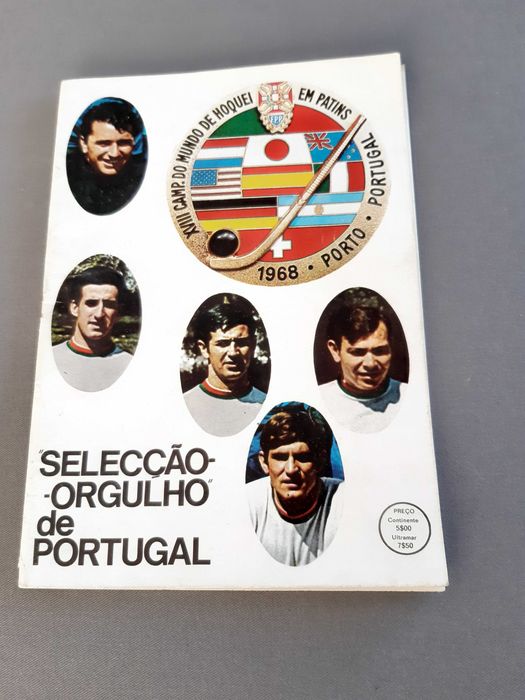 XIII CAMP. DO MUNDO DE HOQUEI EM PATINS
FPP
1968 · PORTO · PORTUGAL
"SELECÇÃO-
-ORGULHO"
de
PORTUGAL
PREÇO
Continente
5$00
Ultramar
7$50